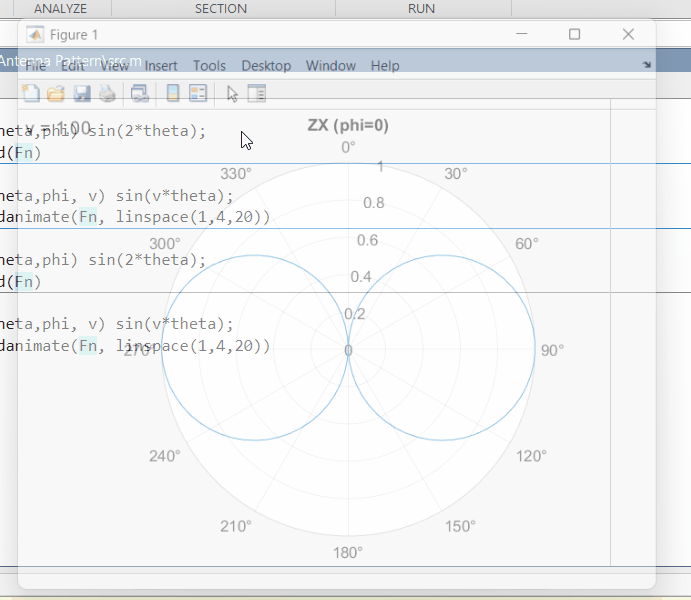 ANALYZE SECTION RUN
Figure 1
Antenna Pattern\src.m
File Edit View Insert Tools Desktop Window Help
v = 1.00
ZX (phi=0)
heta,phi) sin(2*theta);
d(Fn)
heta,phi, v) sin(v*theta);
danimate(Fn, linspace(1,4,20))
heta,phi) sin(2*theta);
d(Fn)
heta,phi, v) sin(v*theta);
danimate(Fn, linspace(1,4,20))
0°
330° 1 30°
0.8
300° 0.6 60°
0.4
0.2
270° 0 90°
240° 120°
210° 150°
180°